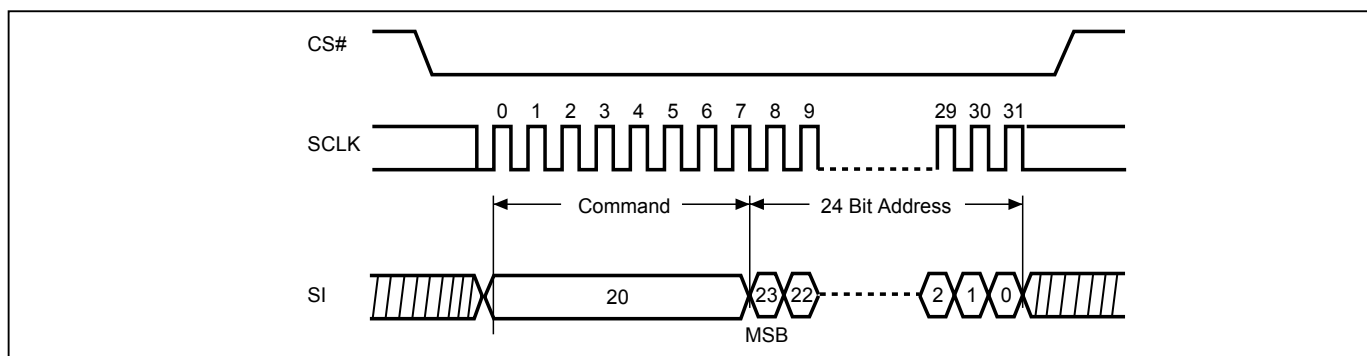 CS#
0 1 2 3 4 5 6 7 8 9 29 30 31
SCLK
Command 24 Bit Address
SI 20 23 22 2 1 0
MSB